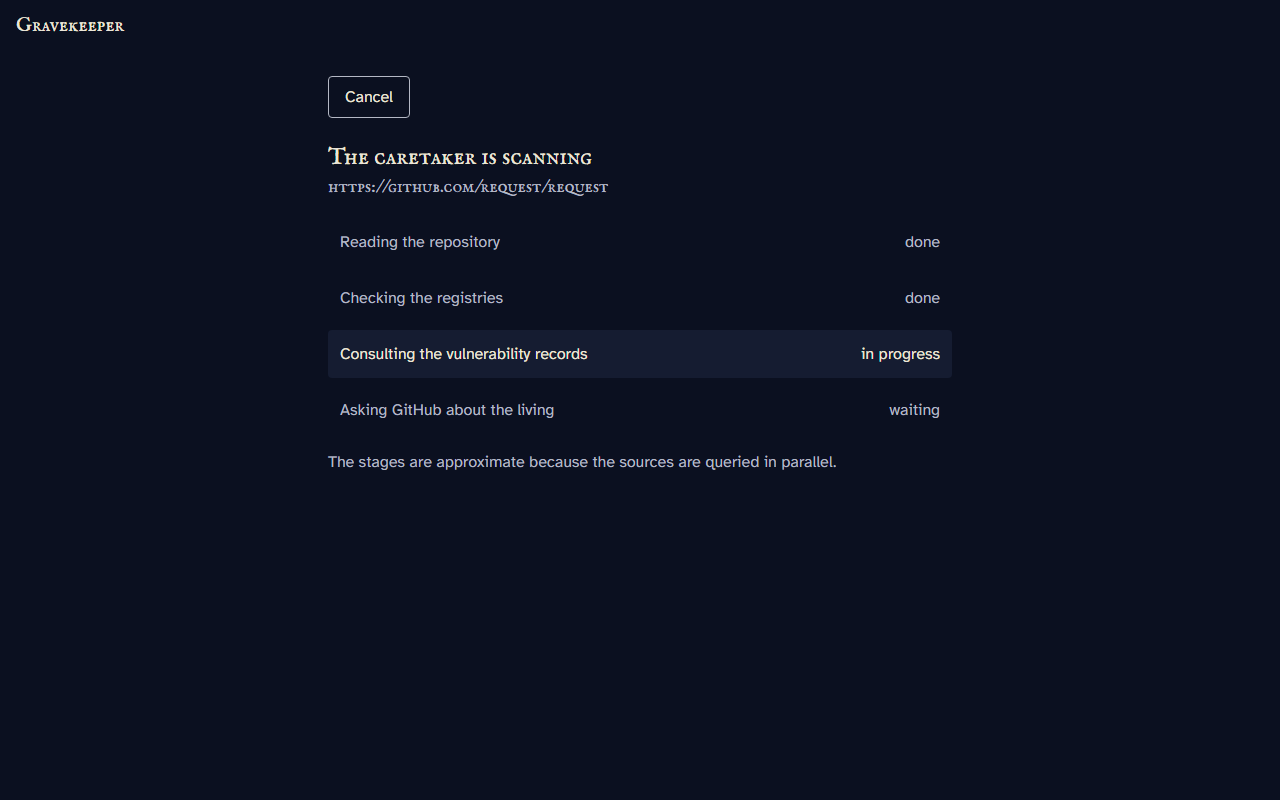 Gravekeeper
Cancel
The caretaker is scanning
https://github.com/request/request
Reading the repository done
Checking the registries done
Consulting the vulnerability records in progress
Asking GitHub about the living waiting
The stages are approximate because the sources are queried in parallel.